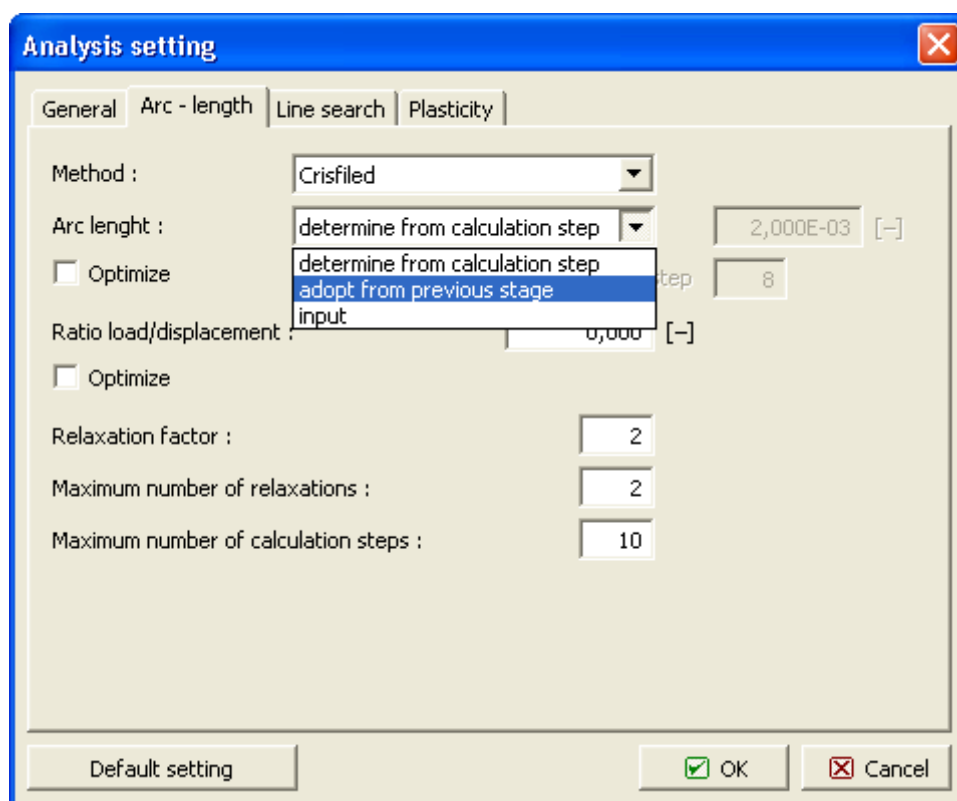 Analysis setting
General Arc - length Line search Plasticity
Method : Crisfiled
Arc lenght : determine from calculation step 2,000E-03 [–]
determine from calculation step
Optimize adopt from previous stage step 8
input
Ratio load/displacement : 0,000 [–]
Optimize
Relaxation factor : 2
Maximum number of relaxations : 2
Maximum number of calculation steps : 10
Default setting OK Cancel